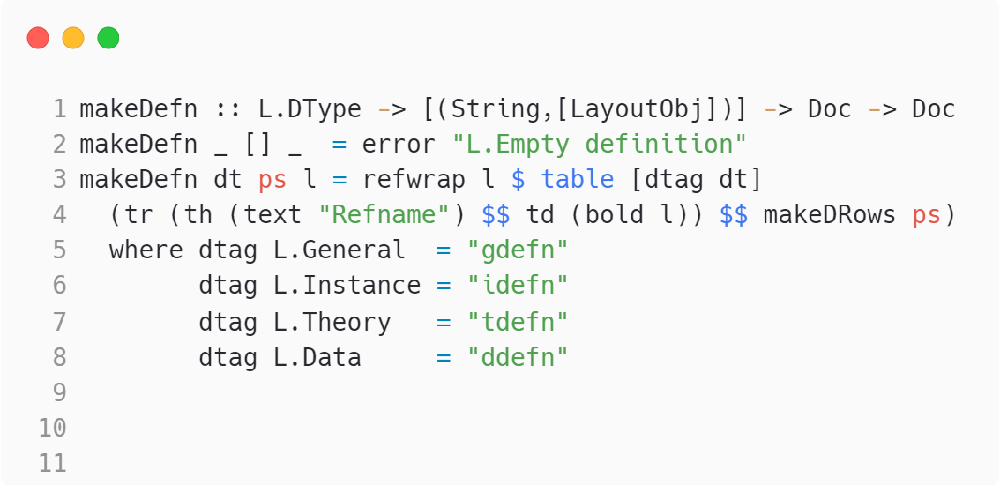 1 makeDefn :: L.DType -> [(String,[LayoutObj])] -> Doc -> Doc
2 makeDefn _ [] _   = error "L.Empty definition"
3 makeDefn dt ps l = refwrap l $ table [dtag dt]
4   (tr (th (text "Refname") $$ td (bold l)) $$ makeDRows ps)
5   where dtag L.General  = "gdefn"
6         dtag L.Instance = "idefn"
7         dtag L.Theory   = "tdefn"
8         dtag L.Data     = "ddefn"
9
10
11